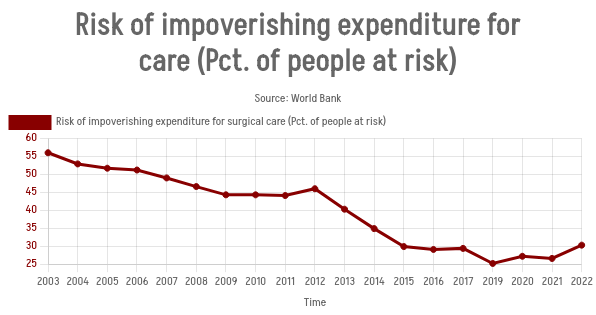 Risk of impoverishing expenditure for
care (Pct. of people at risk)
Source: World Bank
Risk of impoverishing expenditure for surgical care (Pct. of people at risk)
60
55
50
45
40
35
30
25
2003 2004 2005 2006 2007 2008 2009 2010 2011 2012 2013 2014 2015 2016 2017 2019 2020 2021 2022
Time